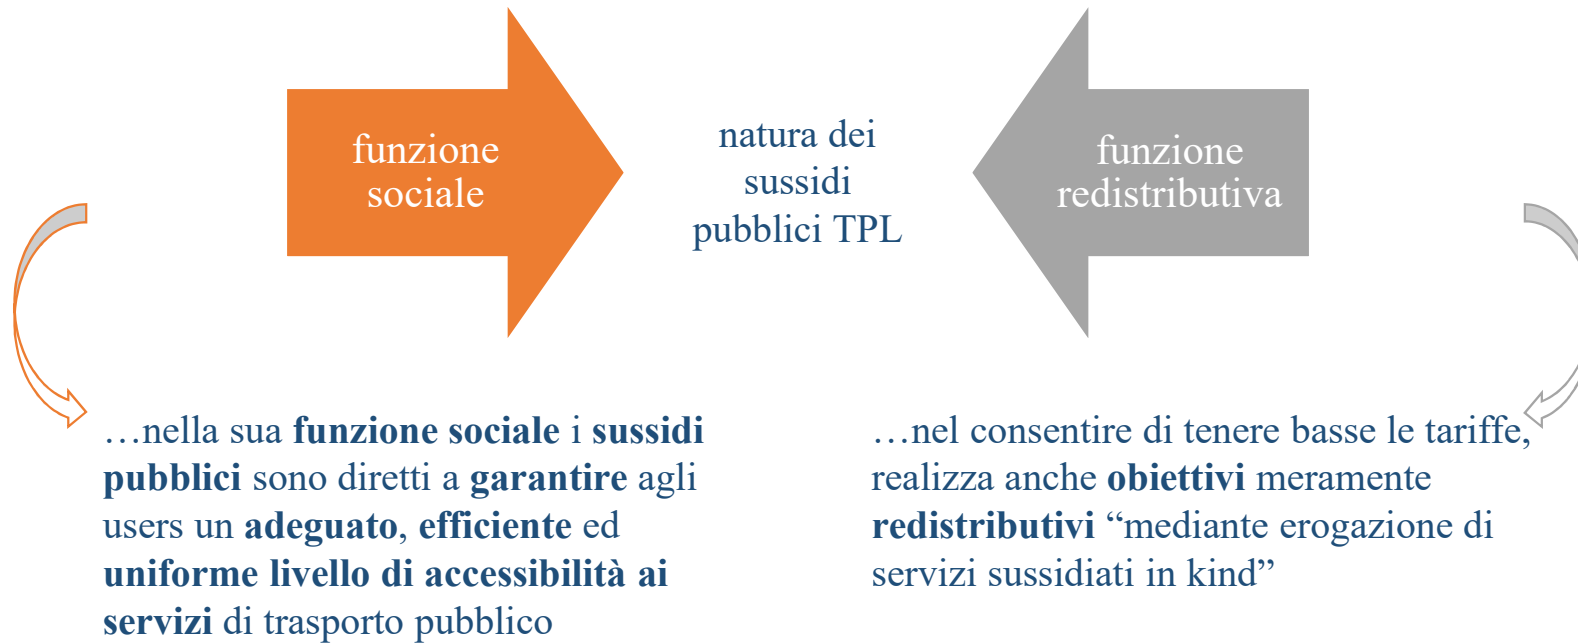 funzione
sociale
natura dei
sussidi
pubblici TPL
funzione
redistributiva
…nella sua funzione sociale i sussidi
pubblici sono diretti a garantire agli
users un adeguato, efficiente ed
uniforme livello di accessibilità ai
servizi di trasporto pubblico
…nel consentire di tenere basse le tariffe,
realizza anche obiettivi meramente
redistributivi “mediante erogazione di
servizi sussidiati in kind”